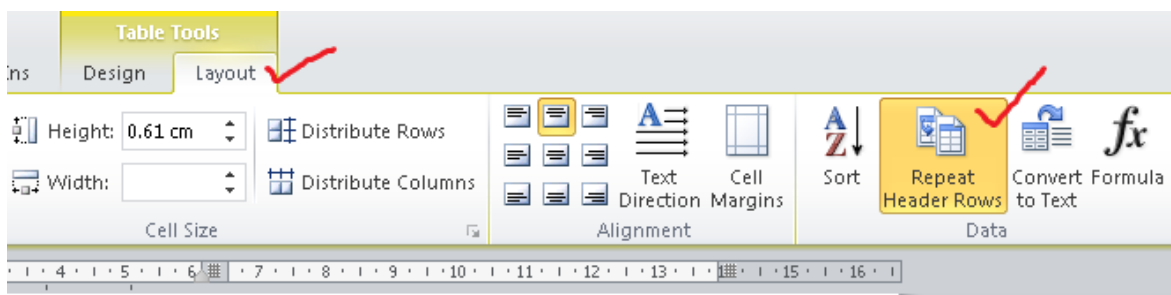 Table Tools
ins Design Layout
Height: 0.61 cm Distribute Rows
Width: Distribute Columns
Text Direction
Cell Margins
A Z
Sort
Repeat Header Rows
Convert to Text
fx
Formula
Cell Size Alignment Data
4 5 6 7 8 9 10 11 12 13 15 16